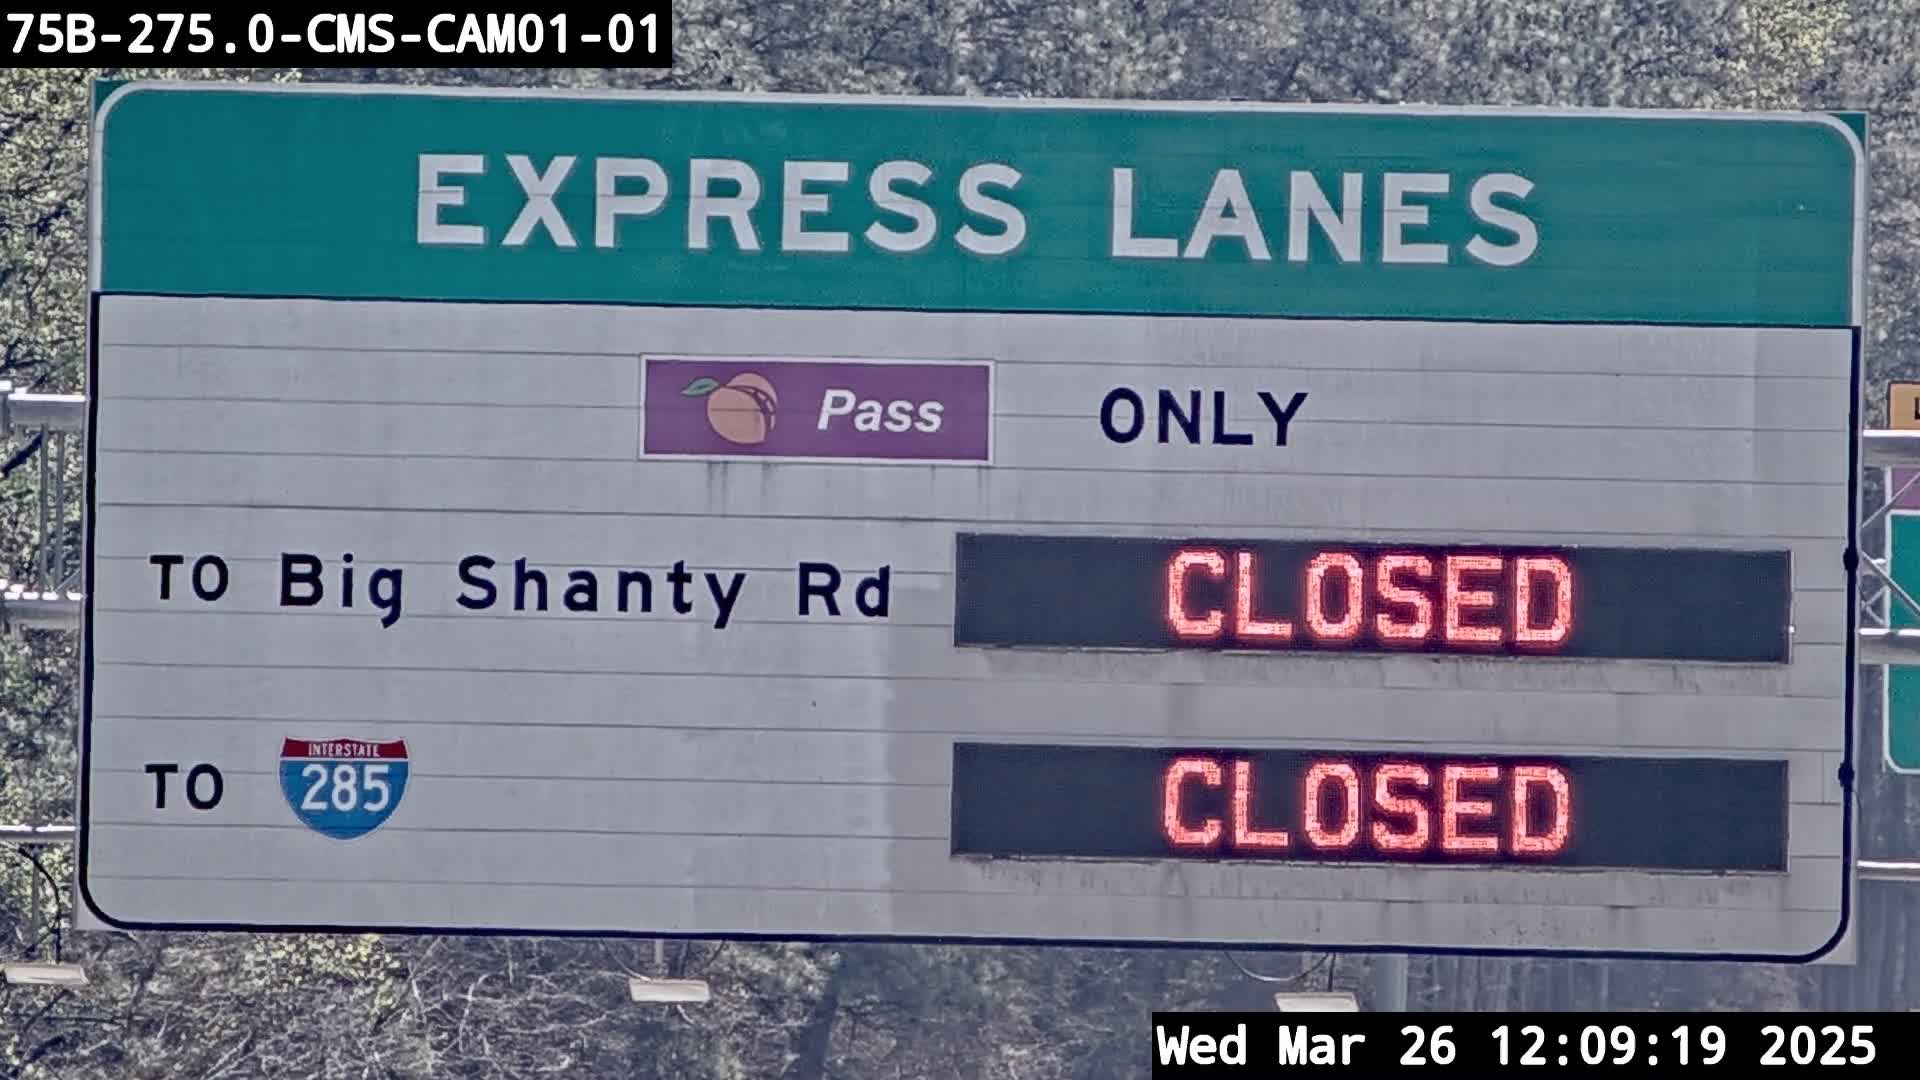 75B-275.0-CMS-CAM01-01
EXPRESS LANES
Pass ONLY
TO Big Shanty Rd CLOSED
TO INTERSTATE 285 CLOSED
Wed Mar 26 12:09:19 2025